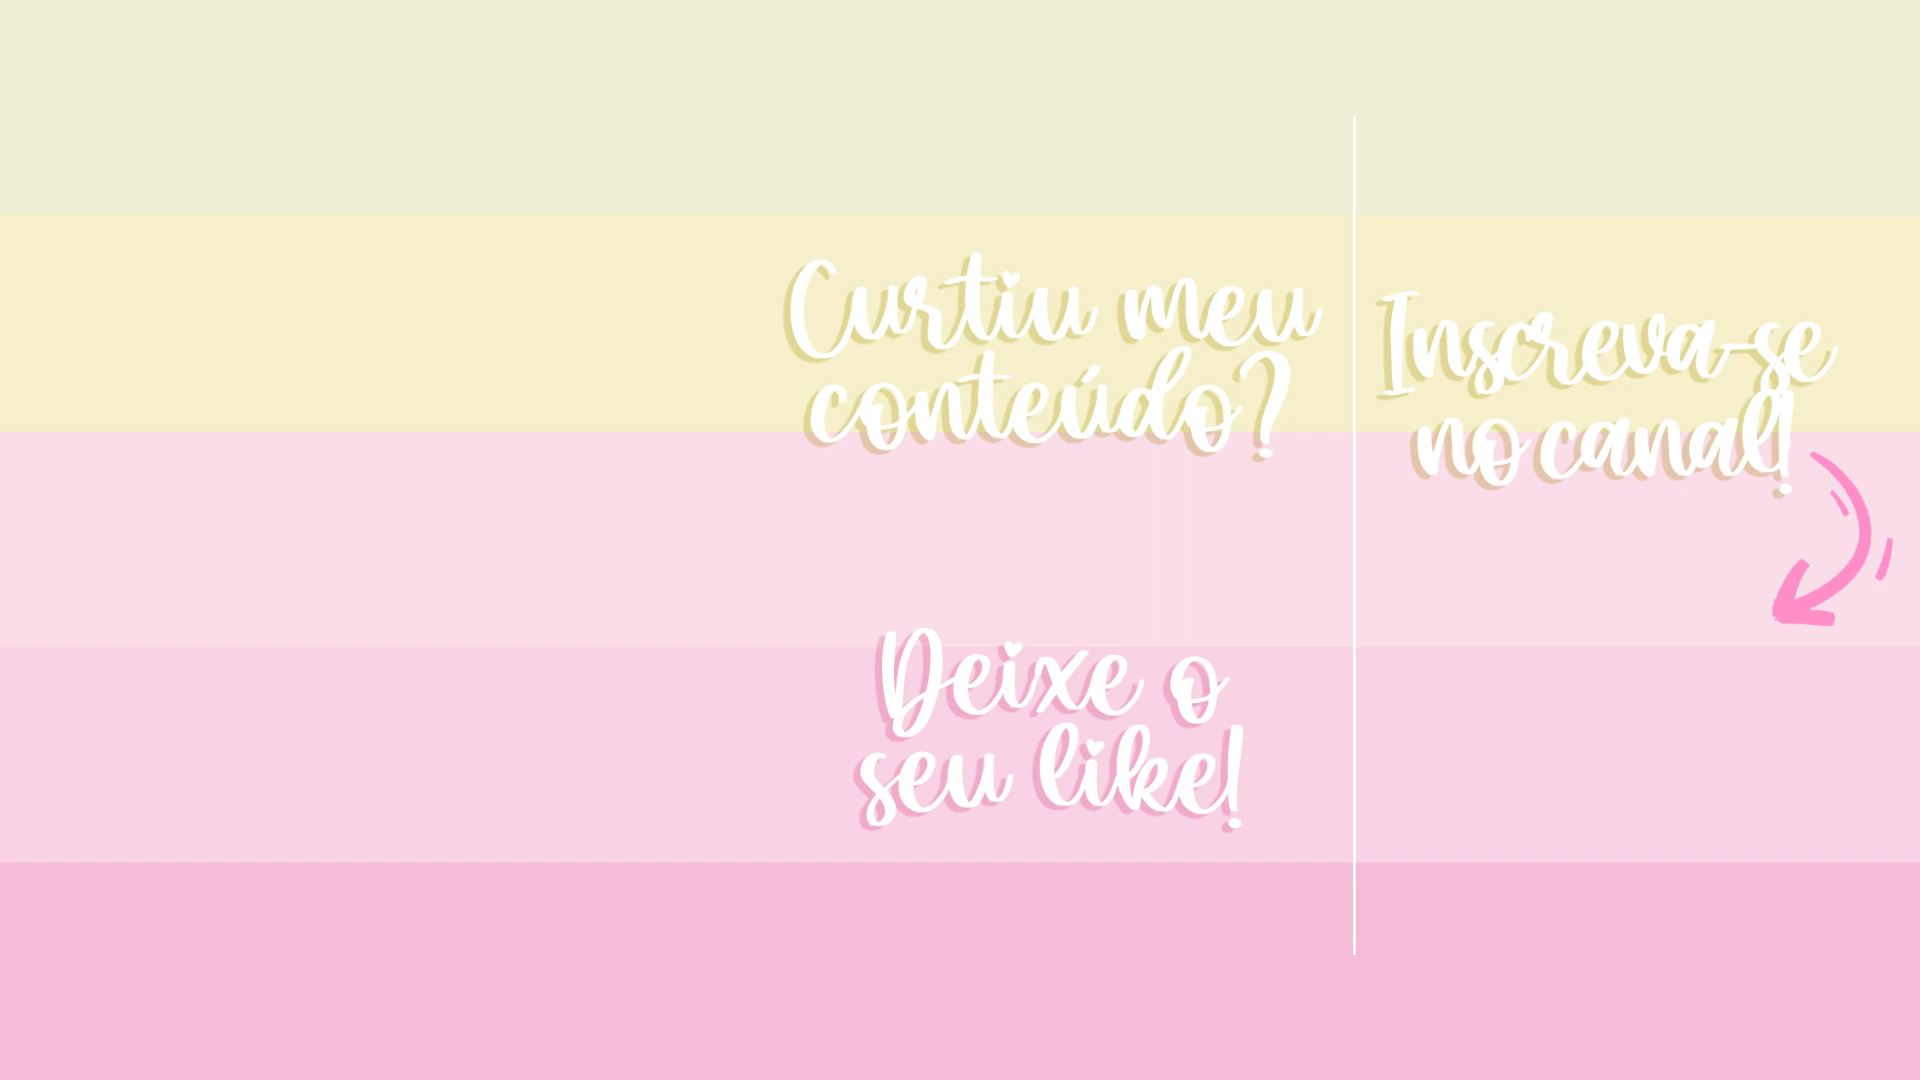 Curtiu meu
conteúdo?
Deixe o
seu like!
Inscreva-se
no canal!